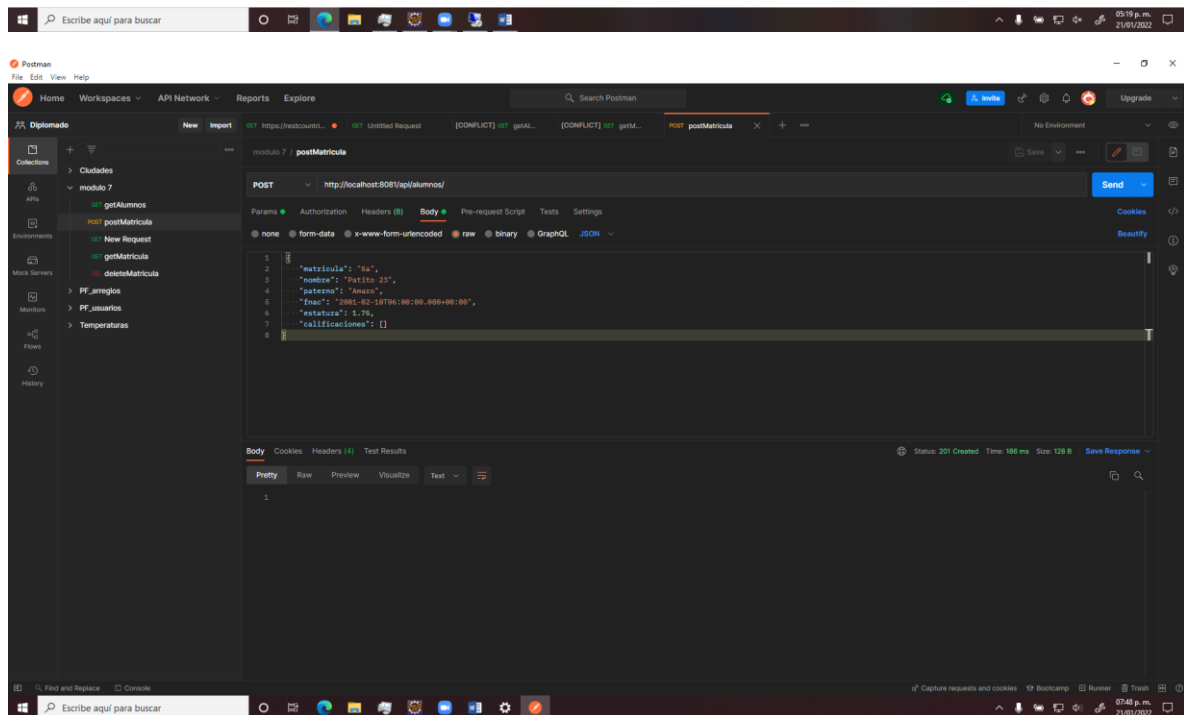 Escribe aquí para buscar
05:19 p. m.
21/01/2022
Postman
File Edit View Help
Home Workspaces API Network Reports Explore
Search Postman
Invite
Upgrade
Diplomado
New Import
GET https://restcountri...
GET Untitled Request
[CONFLICT] GET getAl...
[CONFLICT] GET getM...
POST postMatricula
No Environment
Collections
APIs
Environments
Mock Servers
Monitors
Flows
History
Ciudades
modulo 7
GET getAlumnos
POST postMatricula
GET New Request
GET getMatricula
DEL deleteMatricula
PF_arreglos
PF_usuarios
Temperaturas
modulo 7 / postMatricula
Save
POST http://localhost:8081/api/alumnos/
Send
Params Authorization Headers (8) Body Pre-request Script Tests Settings
Cookies
none form-data x-www-form-urlencoded raw binary GraphQL JSON
Beautify
1 {
2 "matricula": "5a",
3 "nombre": "Patito 23",
4 "paterno": "Amaro",
5 "fnac": "2001-02-10T06:00:00.000+00:00",
6 "estatura": 1.75,
7 "calificaciones": []
8 }
Body Cookies Headers (4) Test Results
Status: 201 Created Time: 186 ms Size: 128 B Save Response
Pretty Raw Preview Visualize Text
1
Find and Replace Console
Capture requests and cookies Bootcamp Runner Trash
Escribe aquí para buscar
07:48 p. m.
21/01/2022